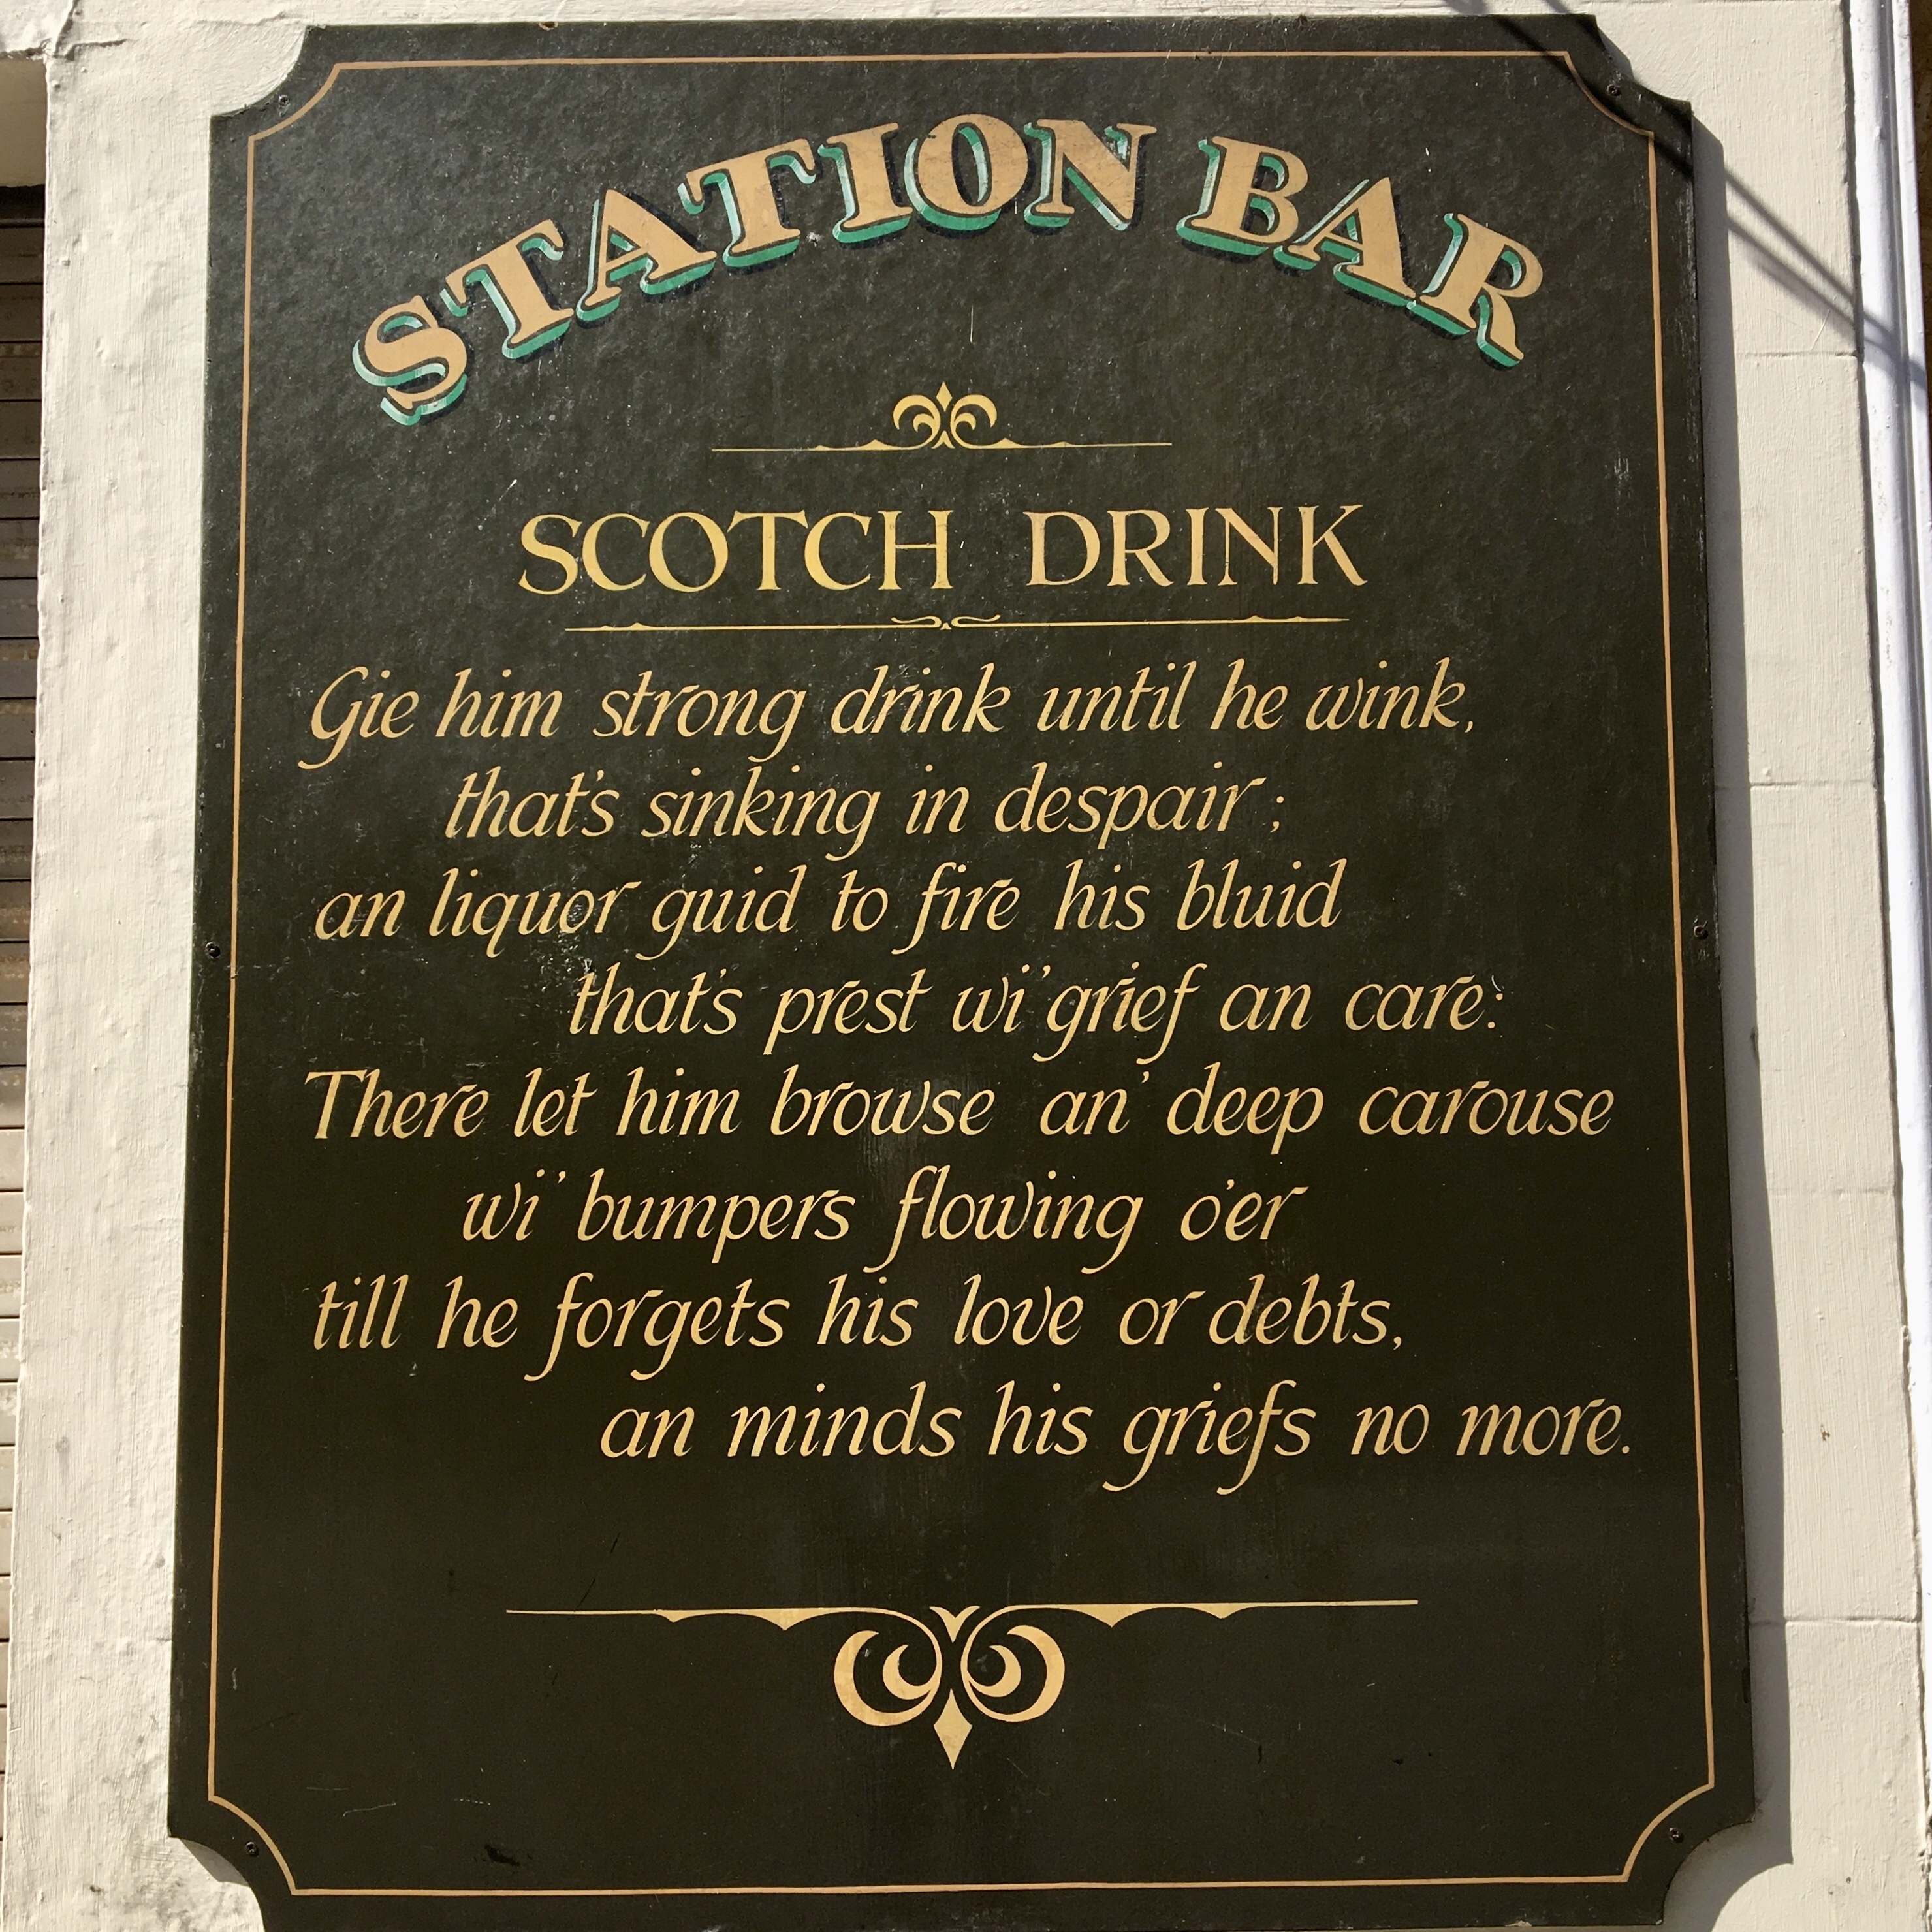 STATION BAR
SCOTCH DRINK
Gie him strong drink until he wink,
that's sinking in despair;
an liquor guid to fire his bluid
that's prest wi' grief an care:
There let him browse an' deep carouse
wi' bumpers flowing o'er
till he forgets his love or debts,
an minds his griefs no more.